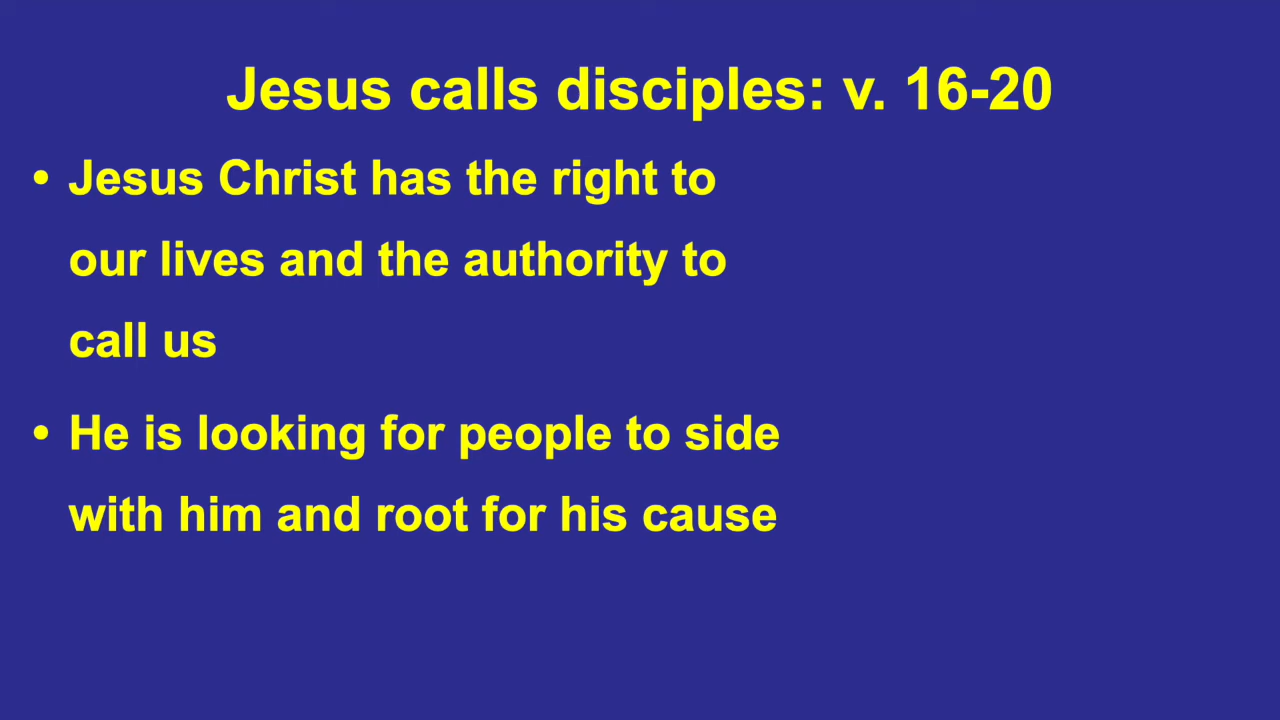 Jesus calls disciples: v. 16-20
• Jesus Christ has the right to
our lives and the authority to
call us
• He is looking for people to side
with him and root for his cause